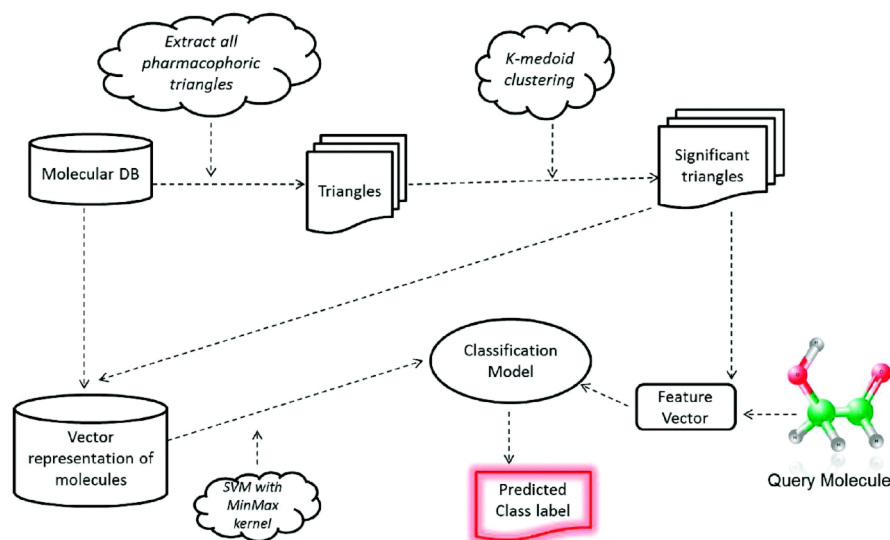 Extract all
pharmacophoric
triangles
K-medoid
clustering
Molecular DB
Triangles
Significant
triangles
Classification
Model
Feature
Vector
Vector
representation of
molecules
SVM with
MinMax
kernel
Predicted
Class label
Query Molecule